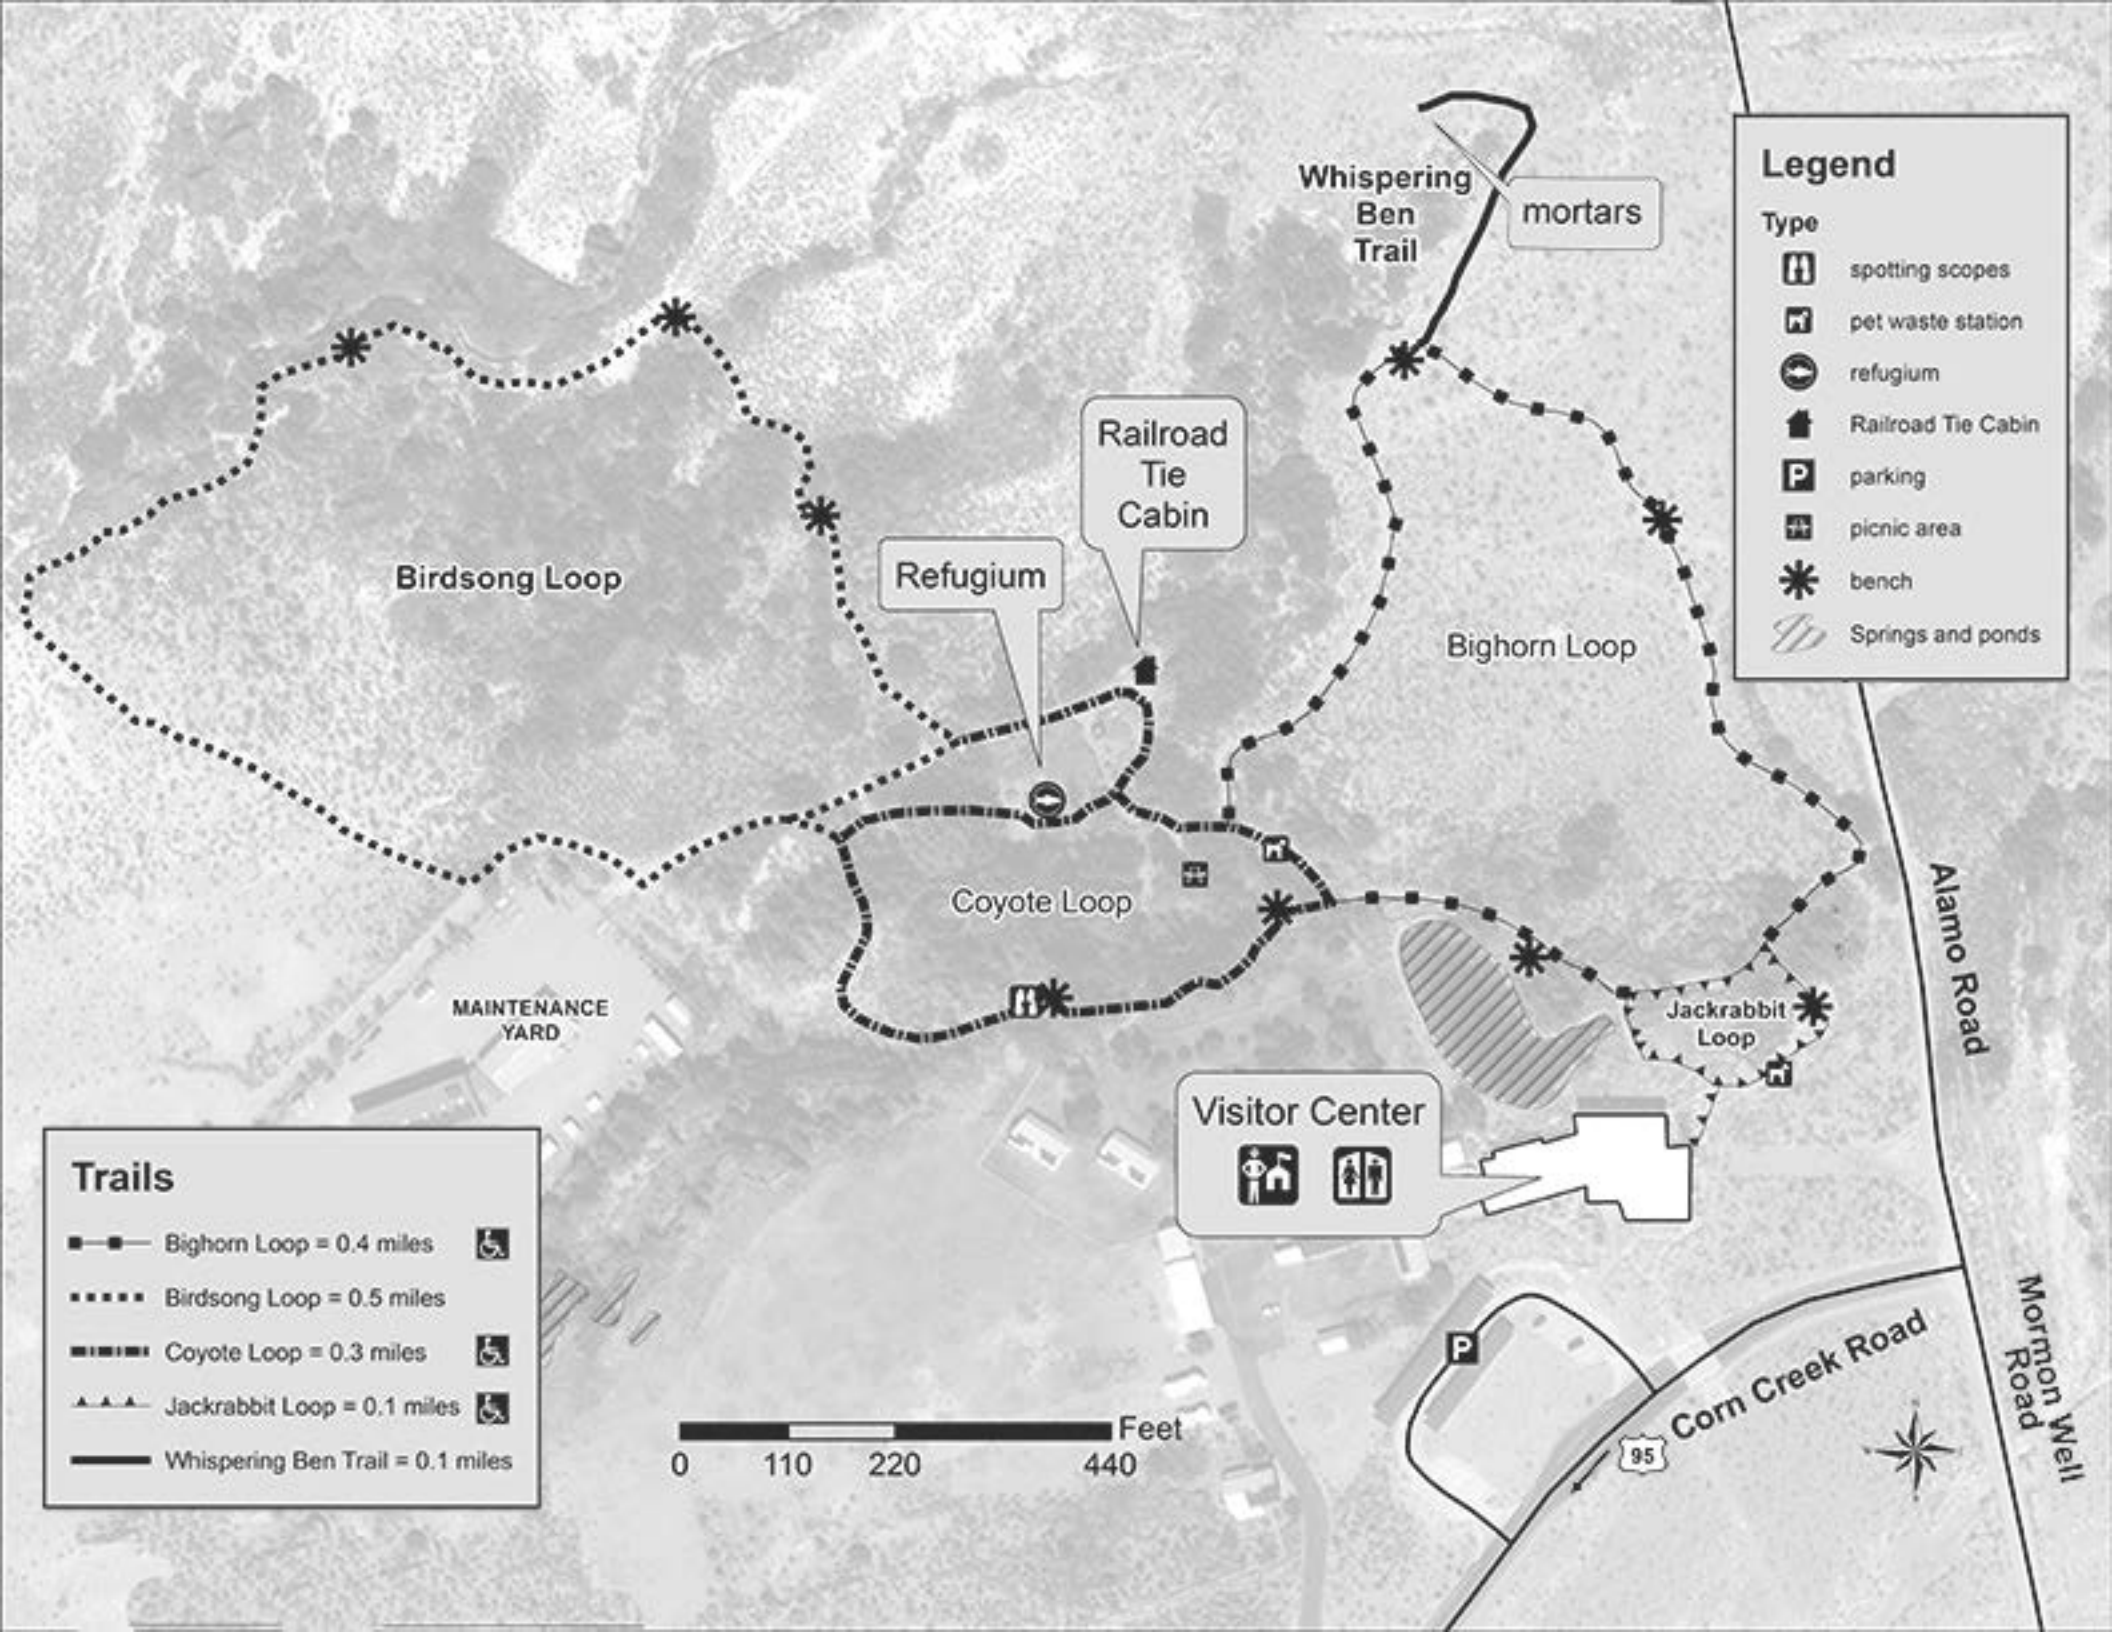 Whispering
Ben
Trail
mortars
Legend
Type
spotting scopes
pet waste station
refugium
Railroad Tie Cabin
parking
picnic area
bench
Springs and ponds
Railroad
Tie
Cabin
Refugium
Birdsong Loop
Bighorn Loop
Coyote Loop
Jackrabbit
Loop
MAINTENANCE
YARD
Visitor Center
Alamo Road
Mormon Well
Road
Corn Creek Road
95
P
P
Trails
Bighorn Loop = 0.4 miles
Birdsong Loop = 0.5 miles
Coyote Loop = 0.3 miles
Jackrabbit Loop = 0.1 miles
Whispering Ben Trail = 0.1 miles
Feet
0 110 220 440